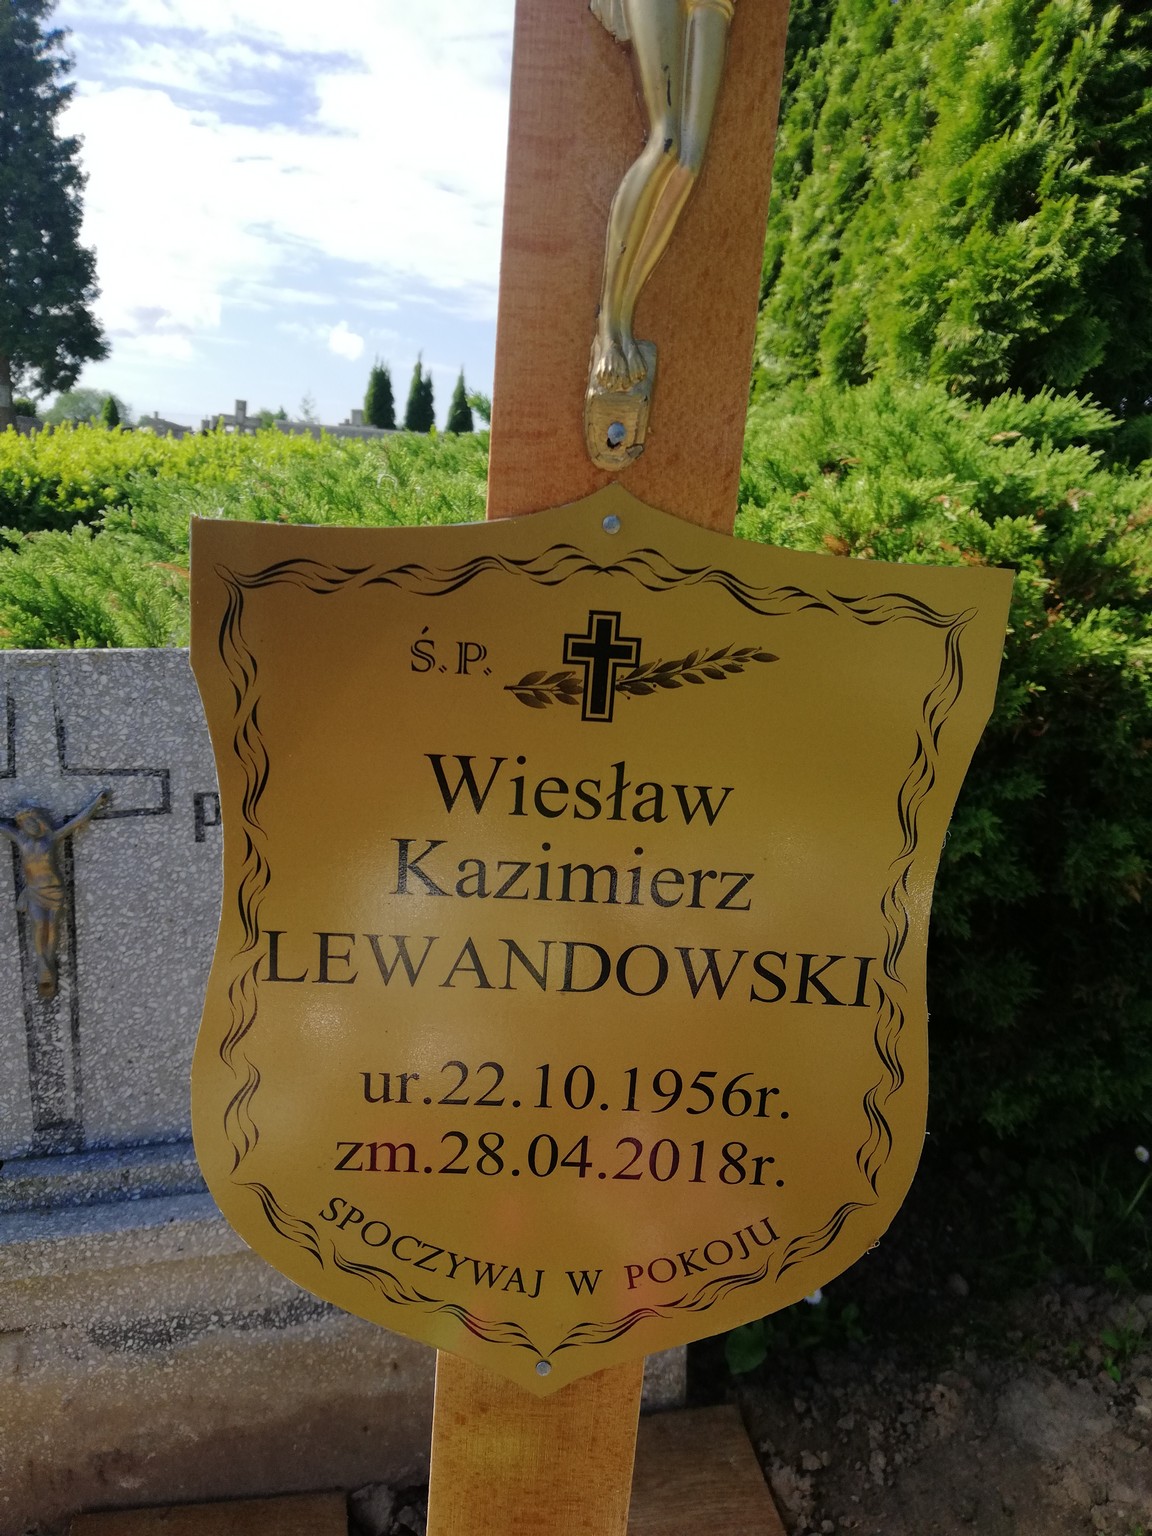 Ś. P.
Wiesław
Kazimierz
LEWANDOWSKI
ur.22.10.1956r.
zm.28.04.2018r.
SPOCZYWAJ W POKOJU